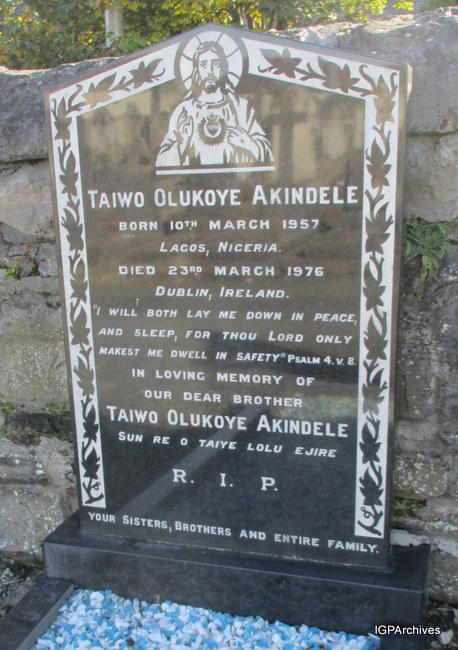 TAIWO OLUKOYE AKINDELE
BORN 10TH MARCH 1957
LAGOS, NIGERIA.
DIED 23RD MARCH 1976
DUBLIN, IRELAND.
"I WILL BOTH LAY ME DOWN IN PEACE,
AND SLEEP, FOR THOU LORD ONLY
MAKEST ME DWELL IN SAFETY" PSALM 4. V. 8.
IN LOVING MEMORY OF
OUR DEAR BROTHER
TAIWO OLUKOYE AKINDELE
SUN RE O TAIYE LOLU EJIRE
R. I. P.
YOUR SISTERS, BROTHERS AND ENTIRE FAMILY.
IGPArchives